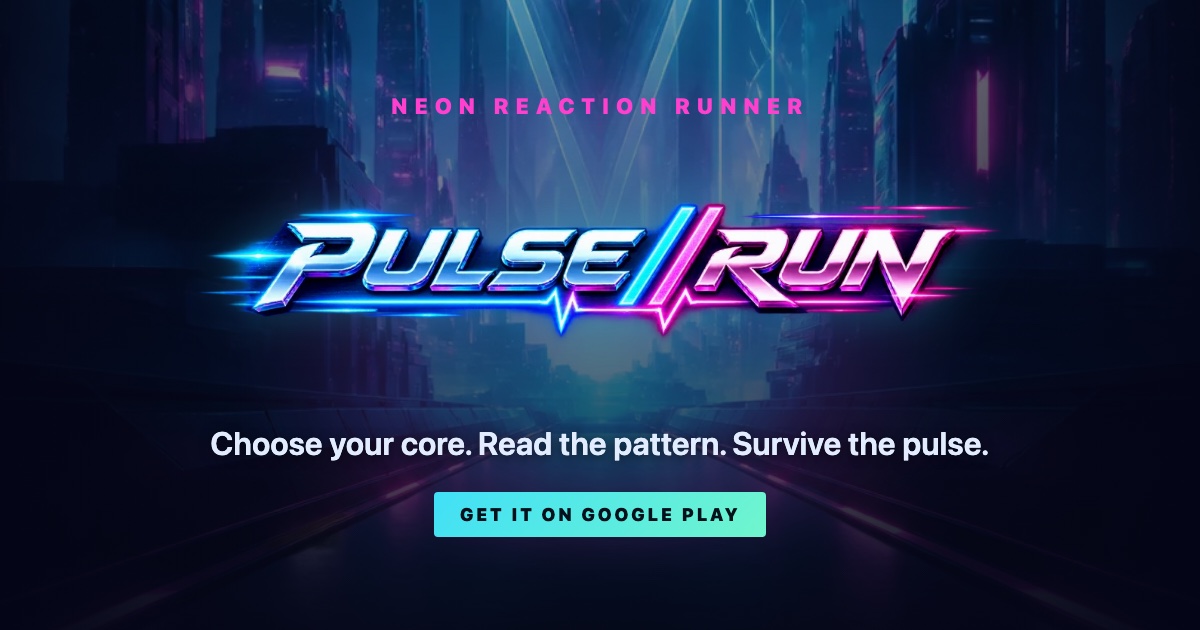 NEON REACTION RUNNER
PULSE//RUN
Choose your core. Read the pattern. Survive the pulse.
GET IT ON GOOGLE PLAY